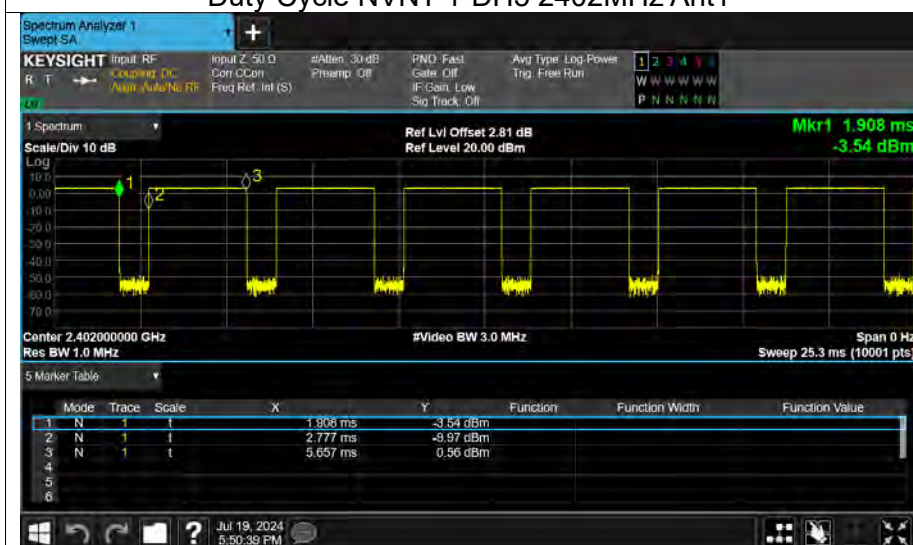 Duty Cycle NVNT 1-DH5 2402MHz Ant1
Spectrum Analyzer 1
Swept SA
+
KEYSIGHT Input: RF Input Z: 50 Ω #Atten: 30 dB PNO: Fast Avg Type: Log-Power 1 2 3 4 5 6
R T Coupling: DC Corr CCorr Preamp: Off Gate: Off Trig: Free Run W W W W W W
Align: Auto/No RF Freq Ref: Int (S) IF Gain: Low
Sig Track: Off P N N N N N
1 Spectrum Ref Lvl Offset 2.81 dB Mkr1 1.908 ms
Scale/Div 10 dB Ref Level 20.00 dBm -3.54 dBm
Log
10.0
0.00
-10.0
-20.0
-30.0
-40.0
-50.0
-60.0
-70.0
1
2
3
Center 2.402000000 GHz #Video BW 3.0 MHz Span 0 Hz
Res BW 1.0 MHz Sweep 25.3 ms (10001 pts)
5 Marker Table
Mode Trace Scale X Y Function Function Width Function Value
1 N 1 t 1.908 ms -3.54 dBm
2 N 1 t 2.777 ms -9.97 dBm
3 N 1 t 5.657 ms 0.56 dBm
4
5
6
? Jul 19, 2024
5:50:39 PM